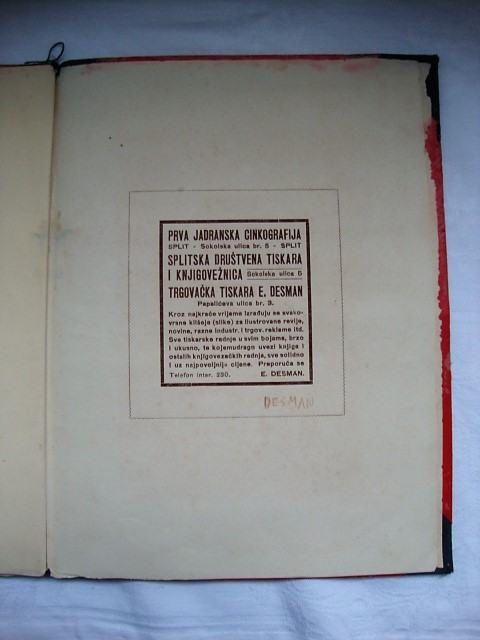 PRVA JADRANSKA CINKOGRAFIJA
SPLIT - Sokolska ulica br. 5 - SPLIT
SPLITSKA DRUŠTVENA TISKARA
I KNJIGOVEŽNICA Sokolska ulica 5
TRGOVAČKA TISKARA E. DESMAN
Papalićeva ulica br. 3.
Kroz najkraće vrijeme izrađuju se svako-
vrsne klišeje (slike) za ilustrovane revije,
novine, razne industr. i trgov. reklame itd.
Sve tiskarske radnje u svim bojama, brzo
i ukusno, te kojemudrago uvezi knjiga i
ostalih knjigovezačkih radnja, sve solidno
i uz najpovoljniju cijenu. Preporuča se
Telefon inter. 230. E. DESMAN.
DESMAN